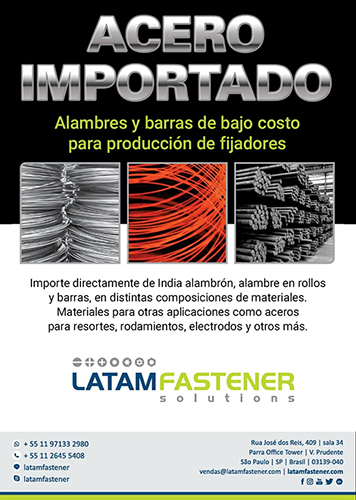 ACERO
IMPORTADO
Alambres y barras de bajo costo
para producción de fijadores
Importe directamente de India alambrón, alambre en rollos
y barras, en distintas composiciones de materiales.
Materiales para otras aplicaciones como aceros
para resortes, rodamientos, electrodos y otros más.
LATAMFASTENER
solutions
+ 55 11 97133 2980
+ 55 11 2645 5408
latamfastener
latamfastener
Rua José dos Reis, 409 | sala 34
Parra Office Tower | V. Prudente
São Paulo | SP | Brasil | 03139-040
vendas@latamfastener.com | latamfastener.com